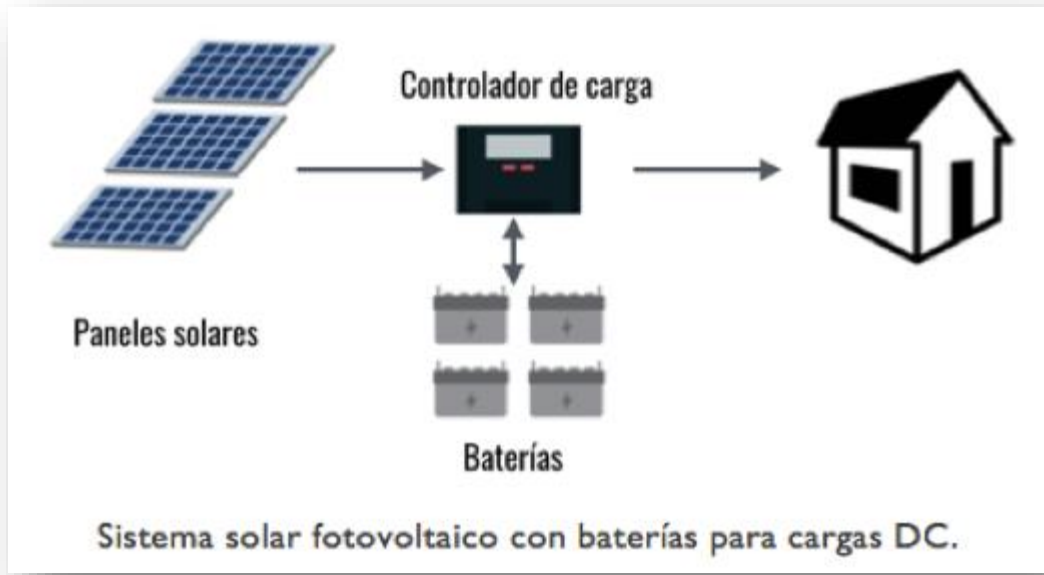 Controlador de carga
Paneles solares
Baterías
Sistema solar fotovoltaico con baterías para cargas DC.